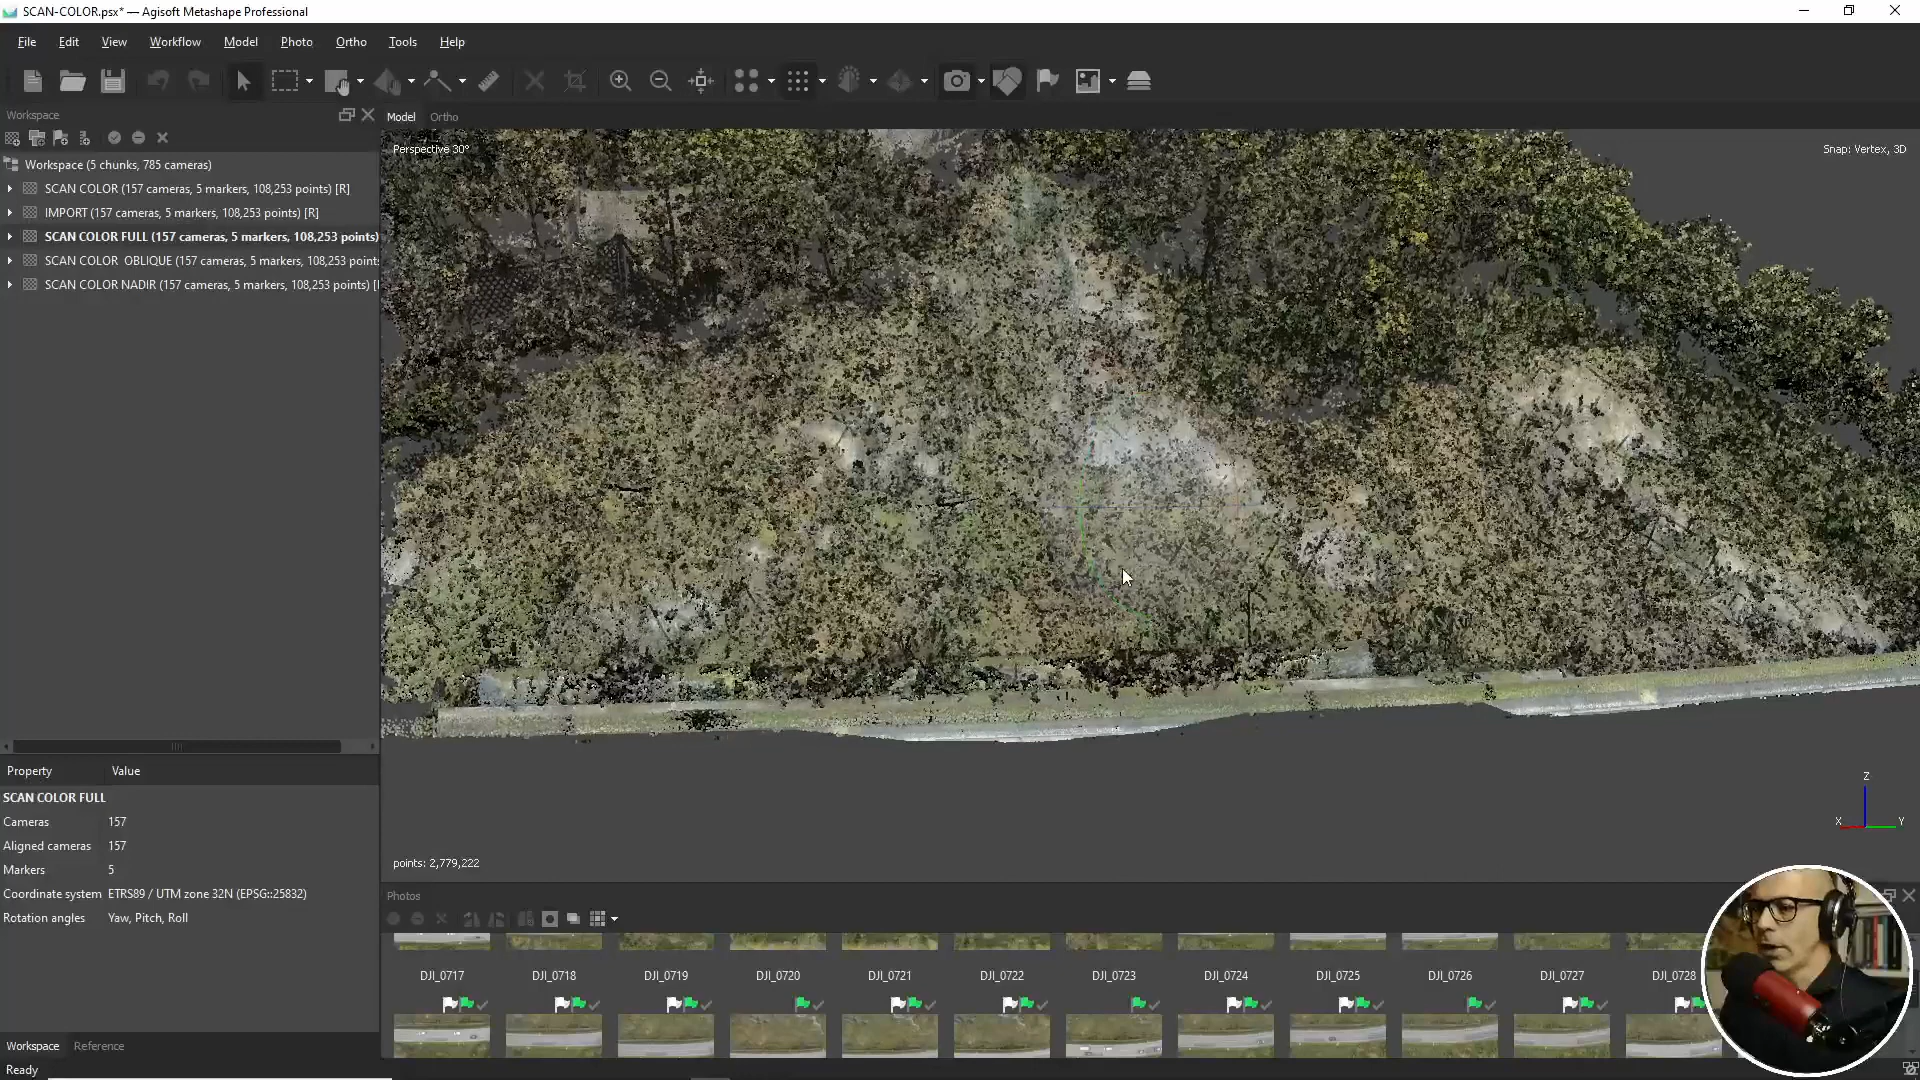 SCAN-COLOR.psx* — Agisoft Metashape Professional
File Edit View Workflow Model Photo Ortho Tools Help
Workspace
Model Ortho
Perspective 30°
Snap: Vertex, 3D
Workspace (5 chunks, 785 cameras)
SCAN COLOR (157 cameras, 5 markers, 108,253 points) [R]
IMPORT (157 cameras, 5 markers, 108,253 points) [R]
SCAN COLOR FULL (157 cameras, 5 markers, 108,253 points)
SCAN COLOR OBLIQUE (157 cameras, 5 markers, 108,253 points
SCAN COLOR NADIR (157 cameras, 5 markers, 108,253 points) [
Property Value
SCAN COLOR FULL
Cameras 157
Aligned cameras 157
Markers 5
Coordinate system ETRS89 / UTM zone 32N (EPSG::25832)
Rotation angles Yaw, Pitch, Roll
Z
X
Y
points: 2,779,222
Photos
DJI_0717 DJI_0718 DJI_0719 DJI_0720 DJI_0721 DJI_0722 DJI_0723 DJI_0724 DJI_0725 DJI_0726 DJI_0727 DJI_0728
Workspace Reference
Ready